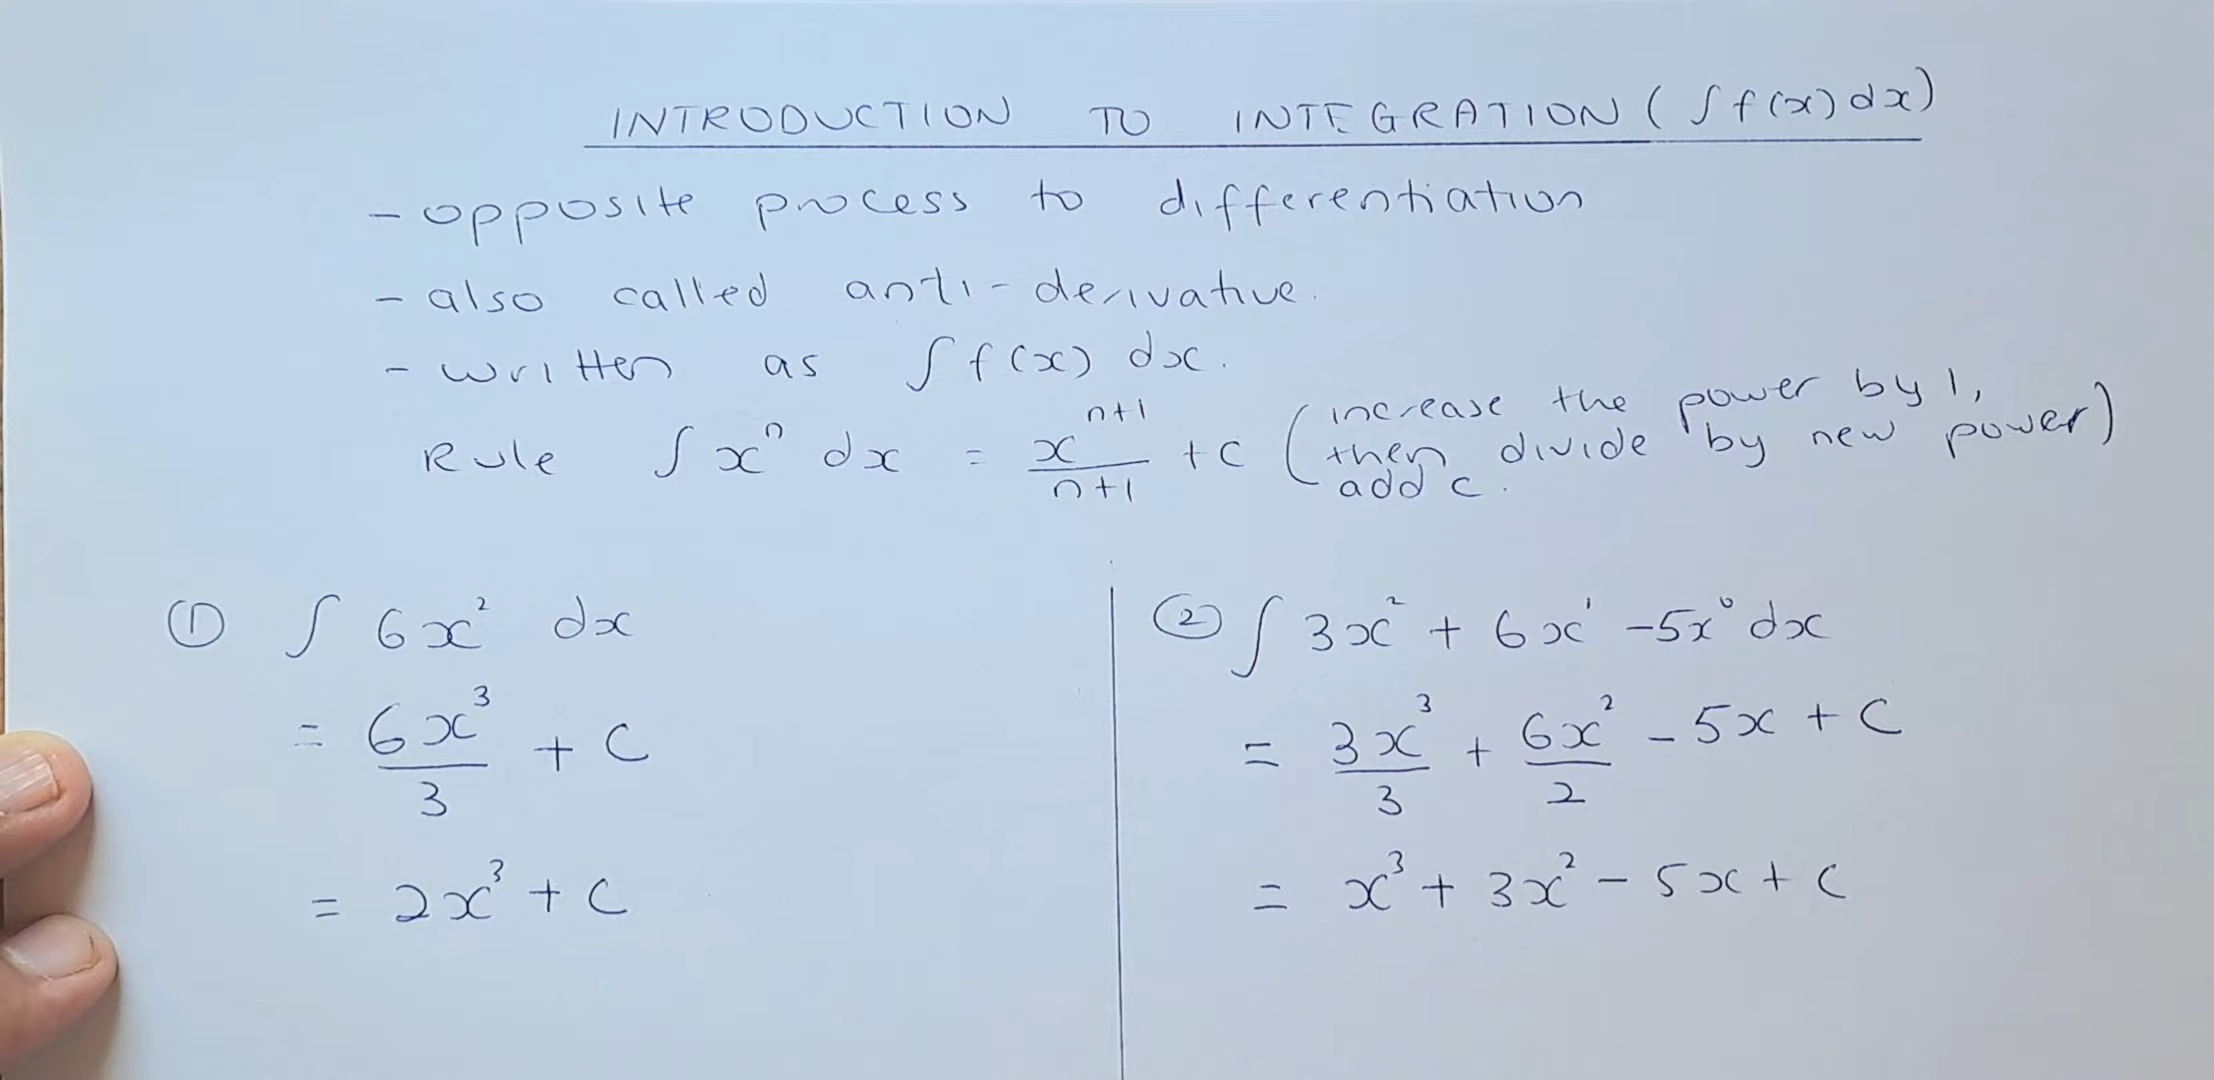 INTRODUCTION TO INTEGRATION (∫f(x)dx)
- opposite process to differentiation
- also called anti-derivative.
- written as ∫f(x) dx.
Rule ∫xⁿ dx = xⁿ⁺¹/n+1 + c (increase the power by 1,
then divide by new power)
add c.
① ∫ 6x² dx
= 6x³/3 + c
= 2x³ + c
② ∫ 3x² + 6x¹ - 5x⁰ dx
= 3x³/3 + 6x²/2 - 5x + c
= x³ + 3x² - 5x + c